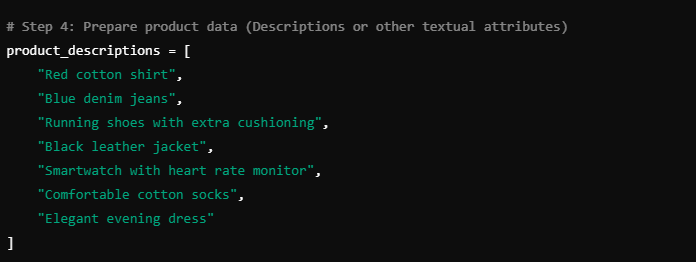 # Step 4: Prepare product data (Descriptions or other textual attributes)
product_descriptions = [
    "Red cotton shirt",
    "Blue denim jeans",
    "Running shoes with extra cushioning",
    "Black leather jacket",
    "Smartwatch with heart rate monitor",
    "Comfortable cotton socks",
    "Elegant evening dress"
]